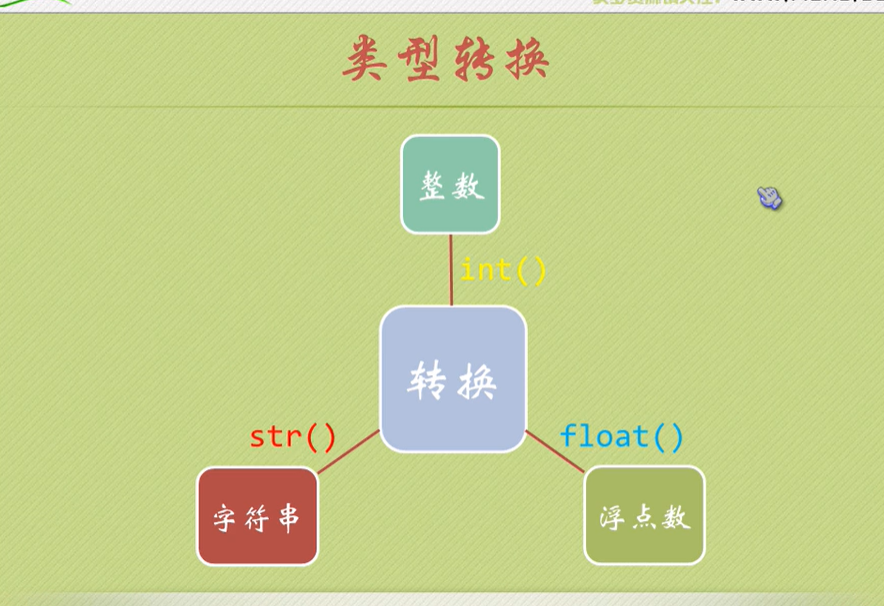 类型转换
整数
int()
转换
str()
float()
字符串
浮点数